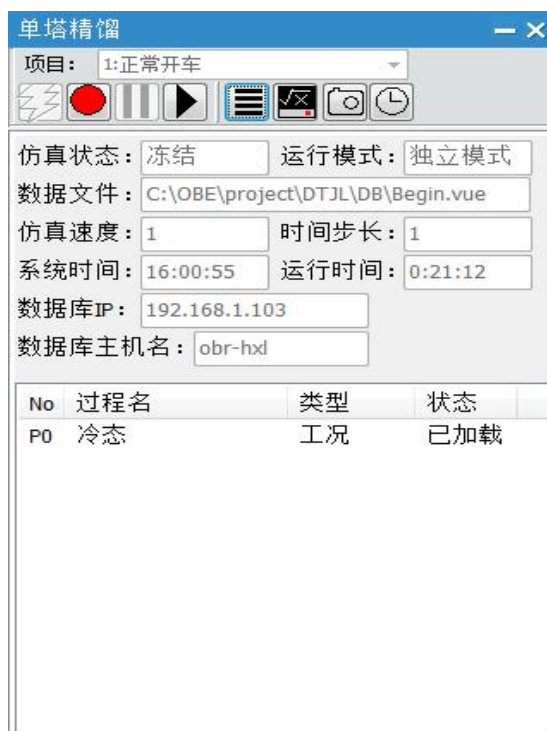 单塔精馏
项目： 1:正常开车
仿真状态： 冻结 运行模式： 独立模式
数据文件： C:\OBE\project\DTJL\DB\Begin.vue
仿真速度： 1 时间步长： 1
系统时间： 16:00:55 运行时间： 0:21:12
数据库IP： 192.168.1.103
数据库主机名： obr-hxl
No 过程名 类型 状态
P0 冷态 工况 已加载